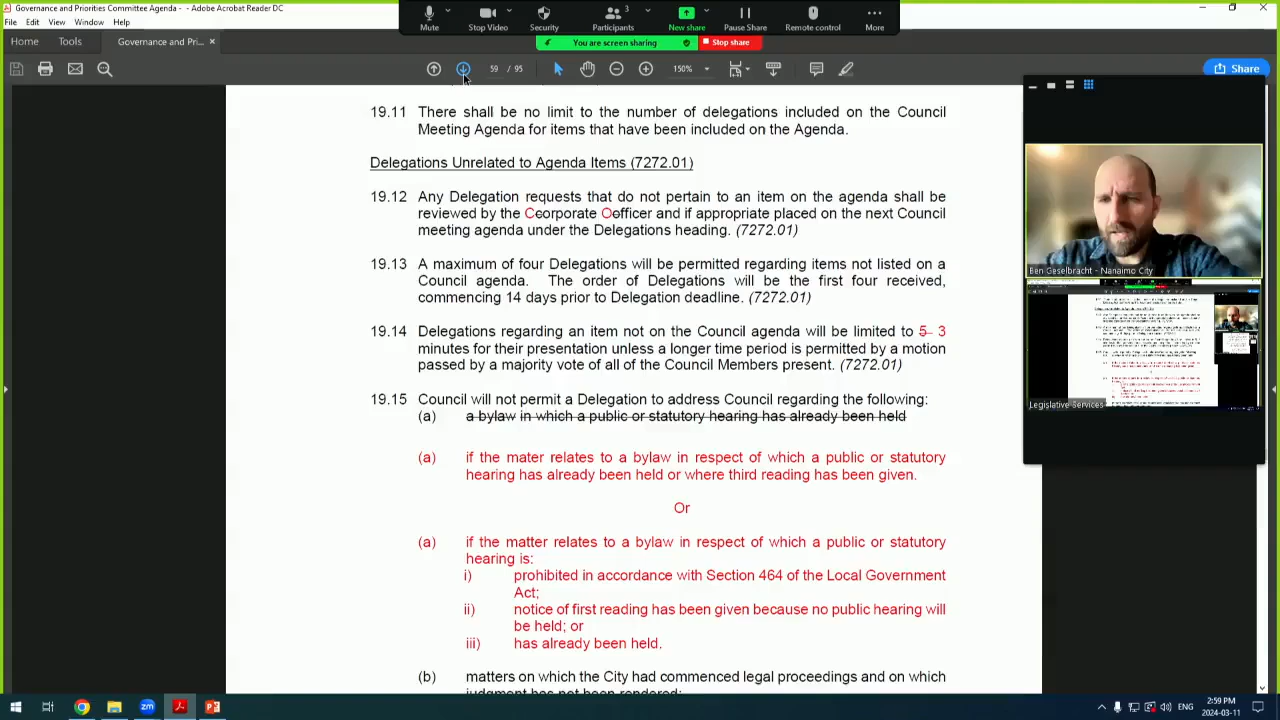 Governance and Priorities Committee Agenda - Adobe Acrobat Reader DC
File Edit View Window Help
Mute Stop Video Security Participants 3 New share Pause Share Remote control More
You are screen sharing Stop share
Home Tools Governance and Pri...
59 / 95 150% Share
19.11 There shall be no limit to the number of delegations included on the Council
Meeting Agenda for items that have been included on the Agenda.
Delegations Unrelated to Agenda Items (7272.01)
19.12 Any Delegation requests that do not pertain to an item on the agenda shall be
reviewed by the Ccorporate Oofficer and if appropriate placed on the next Council
meeting agenda under the Delegations heading. (7272.01)
19.13 A maximum of four Delegations will be permitted regarding items not listed on a
Council agenda. The order of Delegations will be the first four received,
commencing 14 days prior to Delegation deadline. (7272.01)
19.14 Delegations regarding an item not on the Council agenda will be limited to 5 3
minutes for their presentation unless a longer time period is permitted by a motion
passed by a majority vote of all of the Council Members present. (7272.01)
19.15 Council will not permit a Delegation to address Council regarding the following:
(a) a bylaw in which a public or statutory hearing has already been held
(a) if the mater relates to a bylaw in respect of which a public or statutory
hearing has already been held or where third reading has been given.
Or
(a) if the matter relates to a bylaw in respect of which a public or statutory
hearing is:
i) prohibited in accordance with Section 464 of the Local Government
Act;
ii) notice of first reading has been given because no public hearing will
be held; or
iii) has already been held.
(b) matters on which the City had commenced legal proceedings and on which
judgment has not been rendered;
Ben Geselbracht - Nanaimo City
Legislative Services
ENG 2:59 PM
2024-03-11